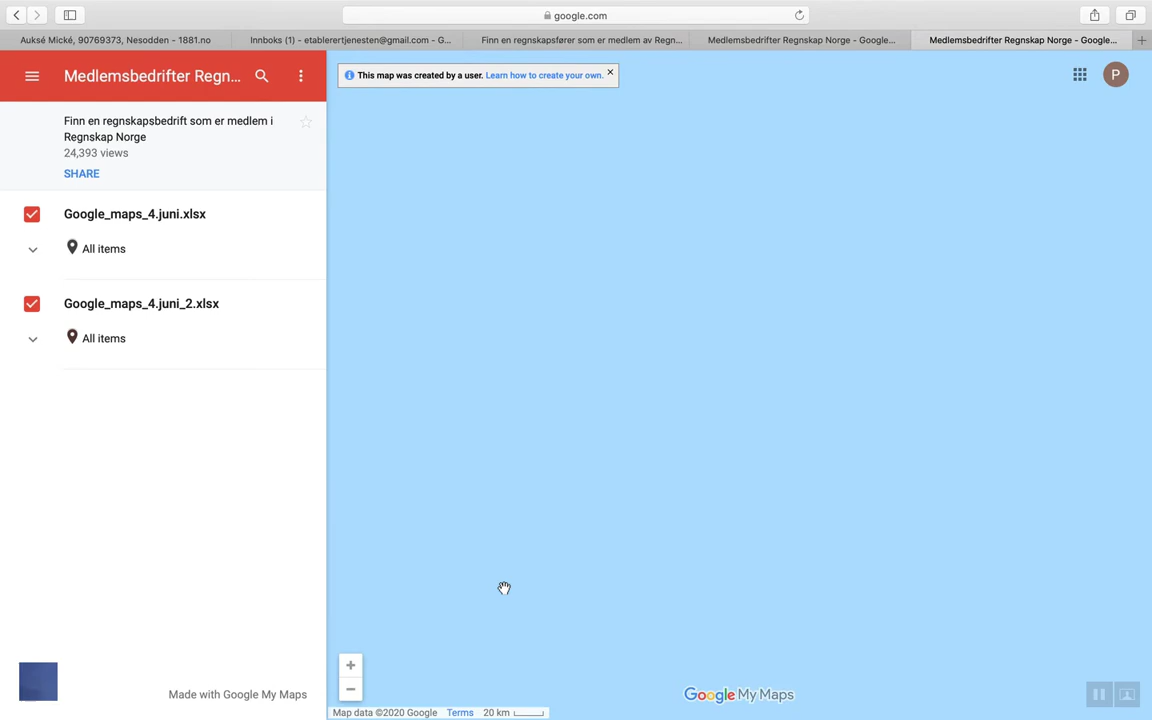 google.com
Auksé Mické, 90769373, Nesodden - 1881.no
Innboks (1) - etablerertjenesten@gmail.com - G...
Finn en regnskapsfører som er medlem av Regn...
Medlemsbedrifter Regnskap Norge - Google...
Medlemsbedrifter Regnskap Norge - Google...
Medlemsbedrifter Regn...
This map was created by a user. Learn how to create your own.
P
Finn en regnskapsbedrift som er medlem i
Regnskap Norge
24,393 views
SHARE
Google_maps_4.juni.xlsx
All items
Google_maps_4.juni_2.xlsx
All items
Made with Google My Maps
Google My Maps
Map data ©2020 Google Terms 20 km